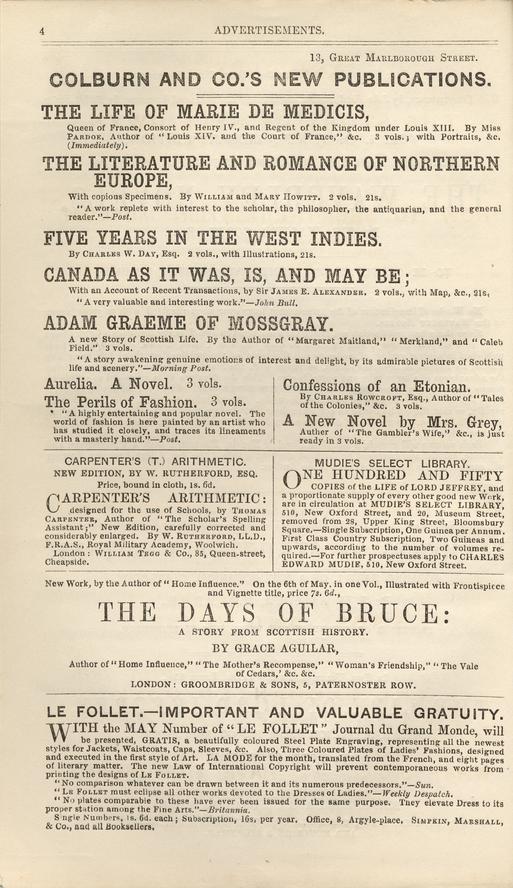 4 ADVERTISEMENTS.
13, GREAT MARLBOROUGH STREET.
COLBURN AND CO.'S NEW PUBLICATIONS.
THE LIFE OF MARIE DE MEDICIS,
Queen of France, Consort of Henry IV., and Regent of the Kingdom under Louis XIII. By Miss
PARDOE, Author of "Louis XIV. and the Court of France," &c. 3 vols.; with Portraits, &c.
(Immediately).
THE LITERATURE AND ROMANCE OF NORTHERN
EUROPE,
With copious Specimens. By WILLIAM and MARY HOWITT. 2 vols. 21s.
"A work replete with interest to the scholar, the philosopher, the antiquarian, and the general
reader."—Post.
FIVE YEARS IN THE WEST INDIES.
By CHARLES W. DAY, Esq. 2 vols., with Illustrations, 21s.
CANADA AS IT WAS, IS, AND MAY BE;
With an Account of Recent Transactions, by Sir JAMES E. ALEXANDER. 2 vols., with Map, &c., 21s,
"A very valuable and interesting work."—John Bull.
ADAM GRAEME OF MOSSGRAY.
A new Story of Scottish Life. By the Author of "Margaret Maitland," "Merkland," and "Caleb
Field." 3 vols.
"A story awakening genuine emotions of interest and delight, by its admirable pictures of Scottish
life and scenery."—Morning Post.
Aurelia. A Novel. 3 vols.
The Perils of Fashion. 3 vols.
"A highly entertaining and popular novel. The
world of fashion is here painted by an artist who
has studied it closely, and traces its lineaments
with a masterly hand."—Post.
Confessions of an Etonian.
By CHARLES ROWCROFT, Esq., Author of "Tales
of the Colonies," &c. 3 vols.
A New Novel by Mrs. Grey,
Author of "The Gambler's Wife," &c., is just
ready in 3 vols.
CARPENTER'S (T.) ARITHMETIC.
NEW EDITION, BY W. RUTHERFORD, ESQ.
Price, bound in cloth, 1s. 6d.
CARPENTER'S ARITHMETIC:
designed for the use of Schools, by THOMAS
CARPENTER, Author of "The Scholar's Spelling
Assistant;" New Edition, carefully corrected and
considerably enlarged. By W. RUTHERFORD, LL.D.,
F.R.A.S., Royal Military Academy, Woolwich.
London: WILLIAM TEGG & Co., 85, Queen-street,
Cheapside.
MUDIE'S SELECT LIBRARY.
ONE HUNDRED AND FIFTY
COPIES of the LIFE OF LORD JEFFREY, and
a proportionate supply of every other good new Work,
are in circulation at MUDIE'S SELECT LIBRARY,
510, New Oxford Street, and 20, Museum Street,
removed from 28, Upper King Street, Bloomsbury
Square.—Single Subscription, One Guinea per Annum.
First Class Country Subscription, Two Guineas and
upwards, according to the number of volumes re-
quired.—For further prospectuses apply to CHARLES
EDWARD MUDIE, 510, New Oxford Street.
New Work, by the Author of "Home Influence." On the 6th of May. in one Vol., Illustrated with Frontispiece
and Vignette title, price 7s. 6d.,
THE DAYS OF BRUCE:
A STORY FROM SCOTTISH HISTORY.
BY GRACE AGUILAR,
Author of "Home Influence," "The Mother's Recompense," "Woman's Friendship," "The Vale
of Cedars,' &c. &c.
LONDON: GROOMBRIDGE & SONS, 5, PATERNOSTER ROW.
LE FOLLET.—IMPORTANT AND VALUABLE GRATUITY.
WITH the MAY Number of "LE FOLLET" Journal du Grand Monde, will
be presented, GRATIS, a beautifully coloured Steel Plate Engraving, representing all the newest
styles for Jackets, Waistcoats, Caps, Sleeves, &c. Also, Three Coloured Plates of Ladies' Fashions, designed
and executed in the first style of Art. LA MODE for the month, translated from the French, and eight pages
of literary matter. The new Law of International Copyright will prevent contemporaneous works from
printing the designs of LE FOLLET.
"No comparison whatever can be drawn between it and its numerous predecessors."—Sun.
"LE FOLLET must eclipse all other works devoted to the Dresses of Ladies."—Weekly Despatch.
"No plates comparable to these have ever been issued for the same purpose. They elevate Dress to its
proper station among the Fine Arts."—Britannia.
Single Numbers, 1s. 6d. each; Subscription, 16s. per year. Office, 8, Argyle-place. SIMPKIN, MARSHALL,
& Co., and all Booksellers.